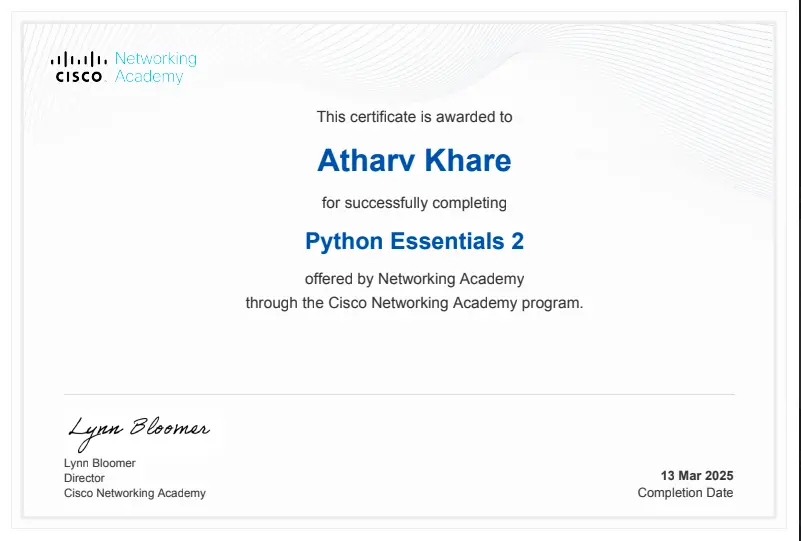 Networking
CISCO Academy
This certificate is awarded to
Atharv Khare
for successfully completing
Python Essentials 2
offered by Networking Academy
through the Cisco Networking Academy program.
Lynn Bloomer
Lynn Bloomer
Director
Cisco Networking Academy
13 Mar 2025
Completion Date